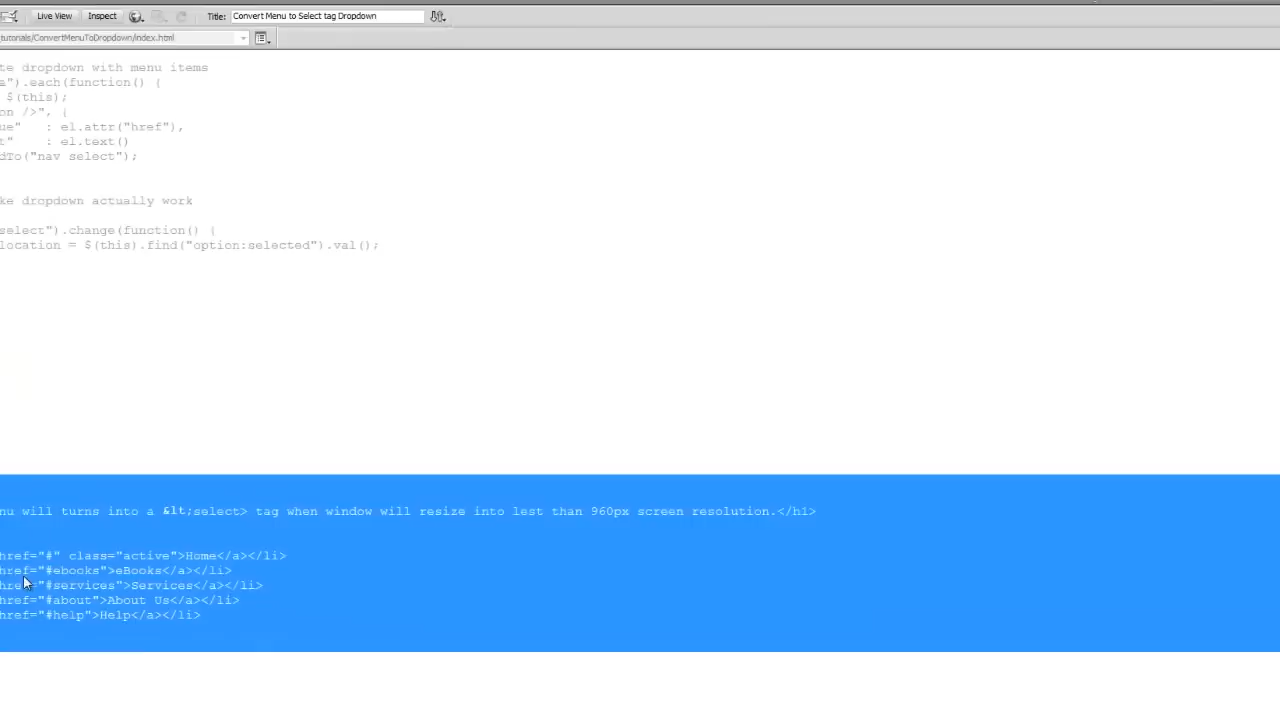 Live View Inspect Title: Convert Menu to Select tag Dropdown
tutorials/ConvertMenuToDropdown/index.html
te dropdown with menu items
a").each(function() {
$(this);
on />", {
ue" : el.attr("href"),
t" : el.text()
dTo("nav select");
ke dropdown actually work
select").change(function() {
location = $(this).find("option:selected").val();
nu will turns into a &lt;select> tag when window will resize into lest than 960px screen resolution.</h1>
href="#" class="active">Home</a></li>
href="#ebooks">eBooks</a></li>
href="#services">Services</a></li>
href="#about">About Us</a></li>
href="#help">Help</a></li>